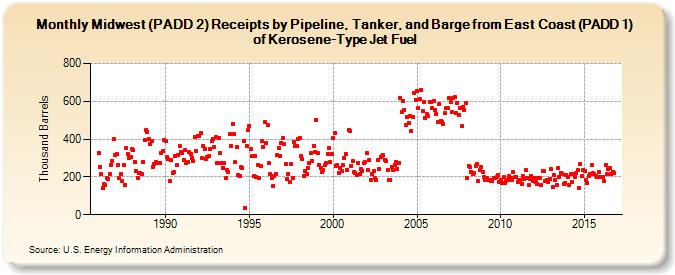 Monthly Midwest (PADD 2) Receipts by Pipeline, Tanker, and Barge from East Coast (PADD 1)
of Kerosene-Type Jet Fuel
Thousand Barrels
800
600
400
200
0
1990 1995 2000 2005 2010 2015
Source: U.S. Energy Information Administration